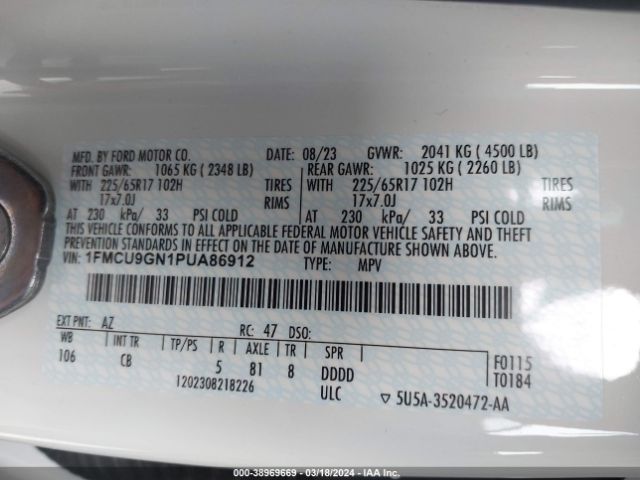 MFD. BY FORD MOTOR CO. DATE: 08/23 GVWR: 2041 KG ( 4500 LB)
FRONT GAWR: 1065 KG ( 2348 LB) REAR GAWR: 1025 KG ( 2260 LB)
WITH 225/65R17 102H TIRES WITH 225/65R17 102H TIRES
17x7.0J RIMS 17x7.0J RIMS
AT 230 kPa/ 33 PSI COLD AT 230 kPa/ 33 PSI COLD
THIS VEHICLE CONFORMS TO ALL APPLICABLE FEDERAL MOTOR VEHICLE SAFETY AND THEFT
PREVENTION STANDARDS IN EFFECT ON THE DATE OF MANUFACTURE SHOWN ABOVE.
VIN: 1FMCU9GN1PUA86912 TYPE: MPV
EXT PNT: AZ RC: 47 DSO:
WB INT TR TP/PS R AXLE TR SPR F0115
106 CB 5 81 8 DDDD T0184
1202308218226 ULC ▽ 5U5A-3520472-AA
000-38969669 - 03/18/2024 - IAA Inc.